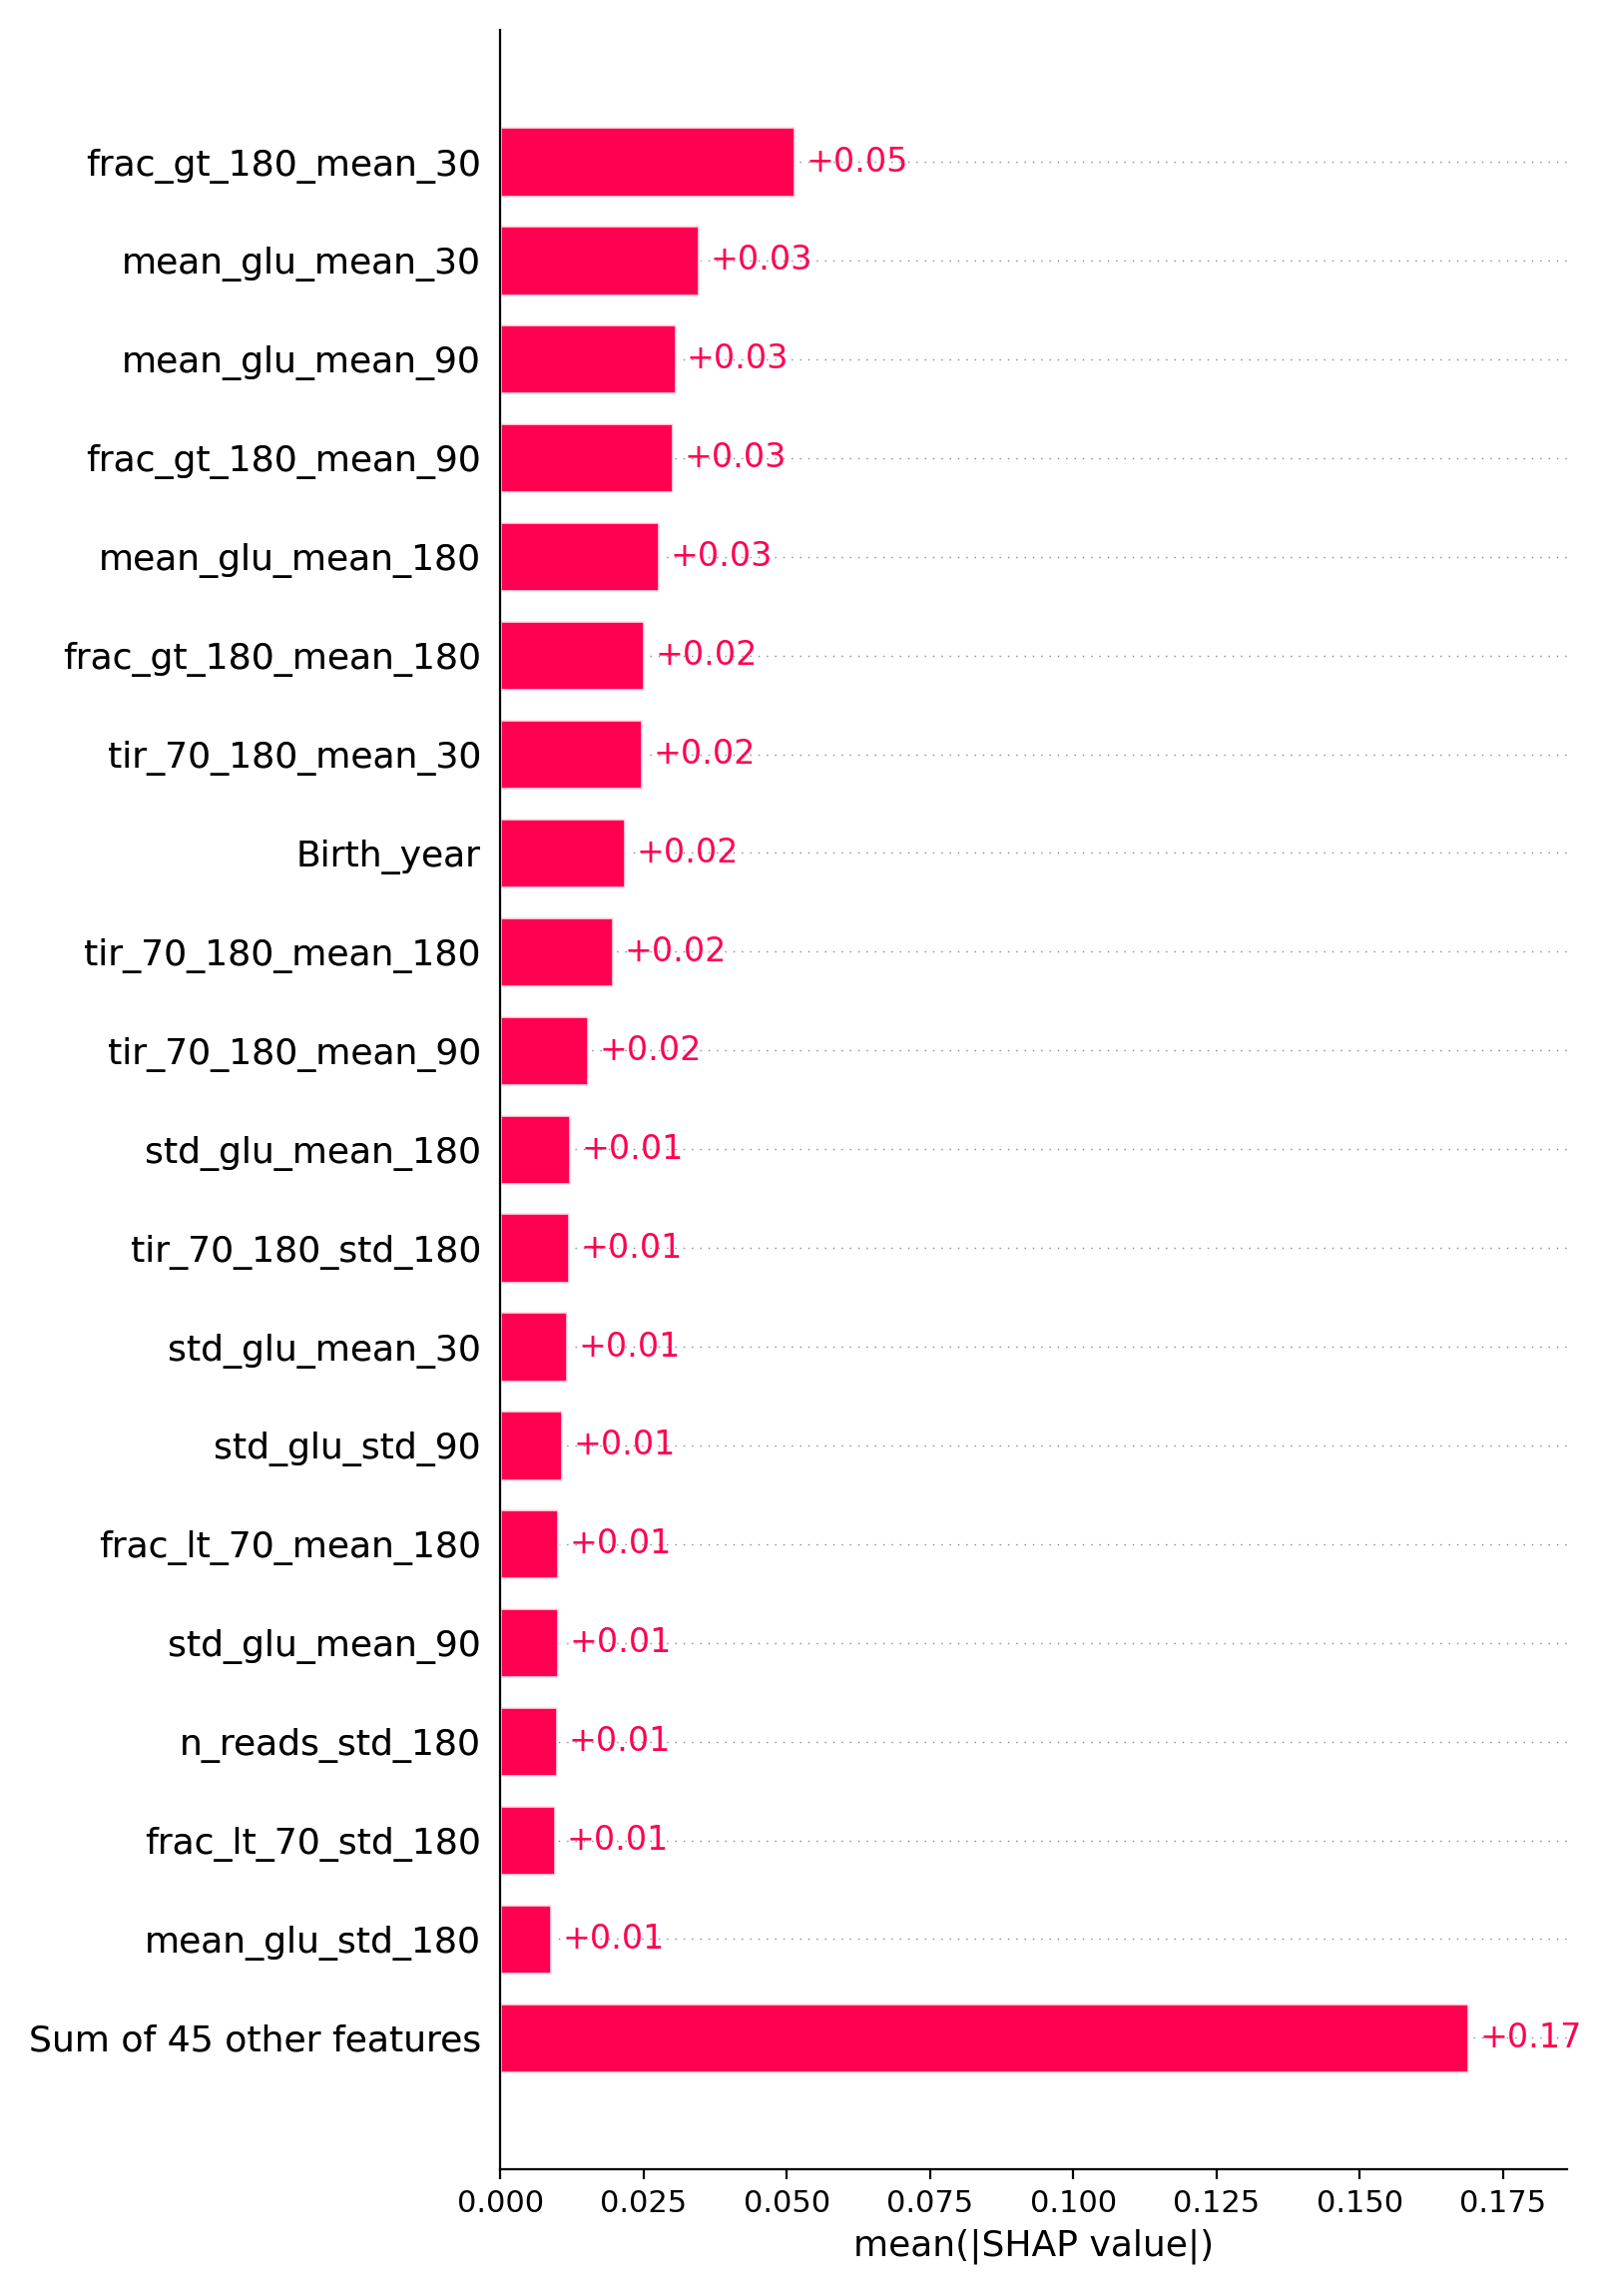 frac_gt_180_mean_30 +0.05
mean_glu_mean_30 +0.03
mean_glu_mean_90 +0.03
frac_gt_180_mean_90 +0.03
mean_glu_mean_180 +0.03
frac_gt_180_mean_180 +0.02
tir_70_180_mean_30 +0.02
Birth_year +0.02
tir_70_180_mean_180 +0.02
tir_70_180_mean_90 +0.02
std_glu_mean_180 +0.01
tir_70_180_std_180 +0.01
std_glu_mean_30 +0.01
std_glu_std_90 +0.01
frac_lt_70_mean_180 +0.01
std_glu_mean_90 +0.01
n_reads_std_180 +0.01
frac_lt_70_std_180 +0.01
mean_glu_std_180 +0.01
Sum of 45 other features +0.17
0.000 0.025 0.050 0.075 0.100 0.125 0.150 0.175
mean(|SHAP value|)